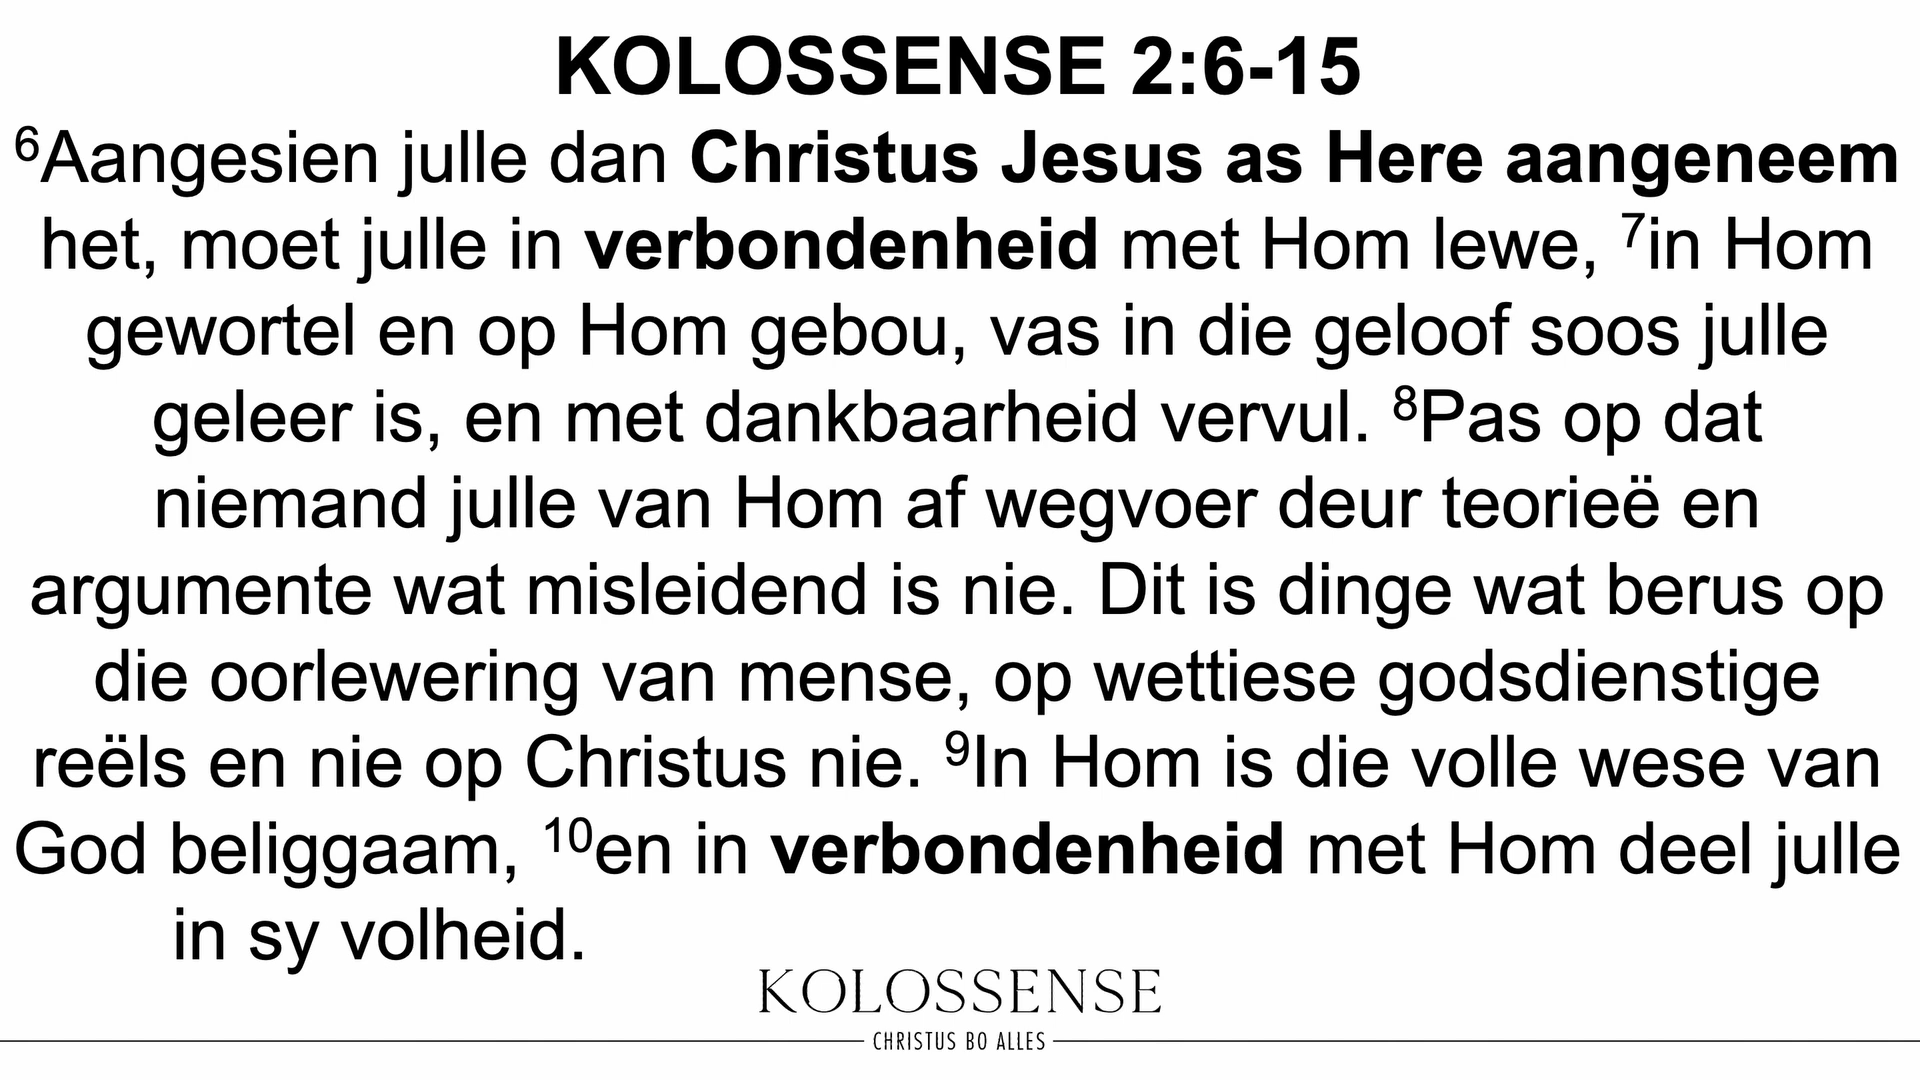 KOLOSSENSE 2:6-15
⁶Aangesien julle dan Christus Jesus as Here aangeneem
het, moet julle in verbondenheid met Hom lewe, ⁷in Hom
gewortel en op Hom gebou, vas in die geloof soos julle
geleer is, en met dankbaarheid vervul. ⁸Pas op dat
niemand julle van Hom af wegvoer deur teorieë en
argumente wat misleidend is nie. Dit is dinge wat berus op
die oorlewering van mense, op wettiese godsdienstige
reëls en nie op Christus nie. ⁹In Hom is die volle wese van
God beliggaam, ¹⁰en in verbondenheid met Hom deel julle
in sy volheid.
KOLOSSENSE
CHRISTUS BO ALLES